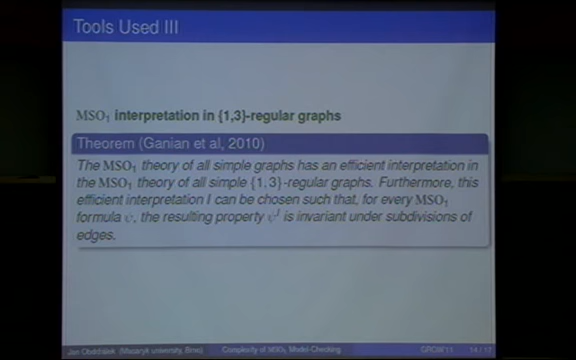 Tools Used III
MSO₁ interpretation in {1,3}-regular graphs
Theorem (Ganian et al, 2010)
The MSO₁ theory of all simple graphs has an efficient interpretation in
the MSO₁ theory of all simple {1,3}-regular graphs. Furthermore, this
efficient interpretation I can be chosen such that, for every MSO₁
formula ψ, the resulting property ψᴵ is invariant under subdivisions of
edges.
Jan Obdržálek (Masaryk university, Brno) Complexity of MSO₁ Model-Checking GROW'11